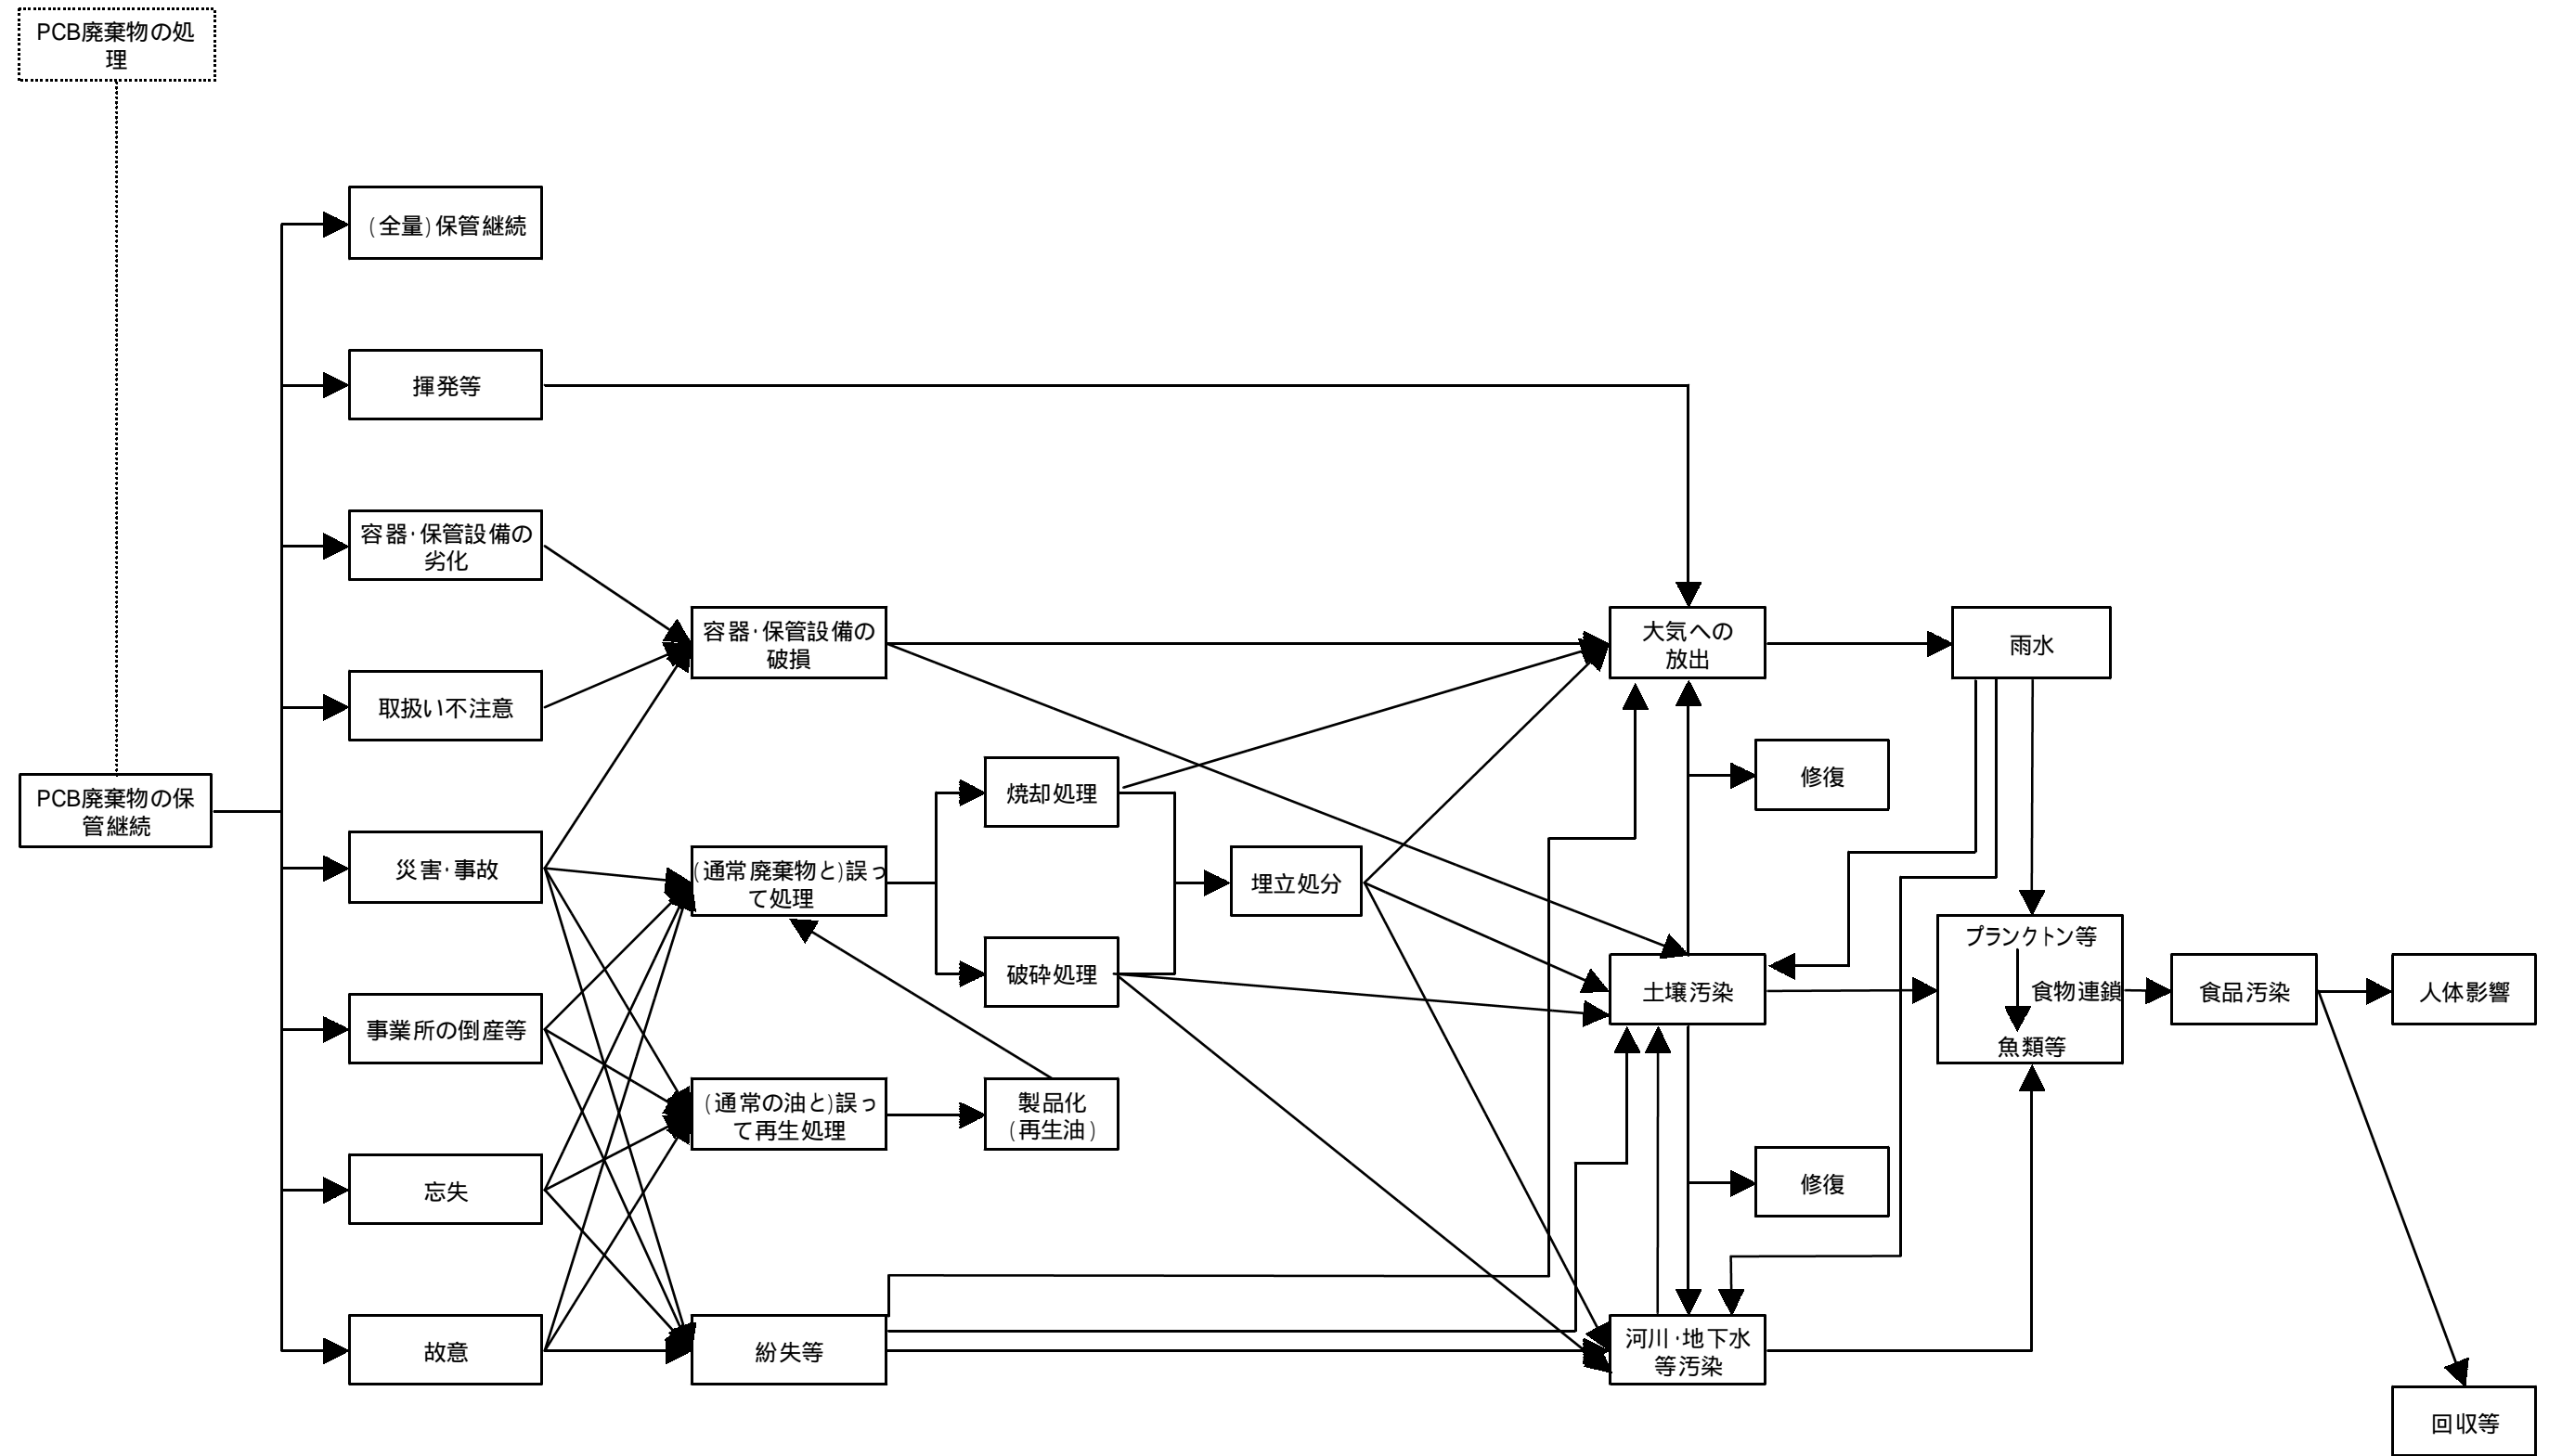 PCB廃棄物の処
理
(全量)保管継続
揮発等
容器･保管設備の
劣化
容器･保管設備の
破損
大気への
放出
雨水
取扱い不注意
修復
PCB廃棄物の保
管継続
焼却処理
災害･事故
(通常廃棄物と)誤っ
て処理
埋立処分
プランクトン等
破砕処理
土壌汚染
食物連鎖
食品汚染
人体影響
事業所の倒産等
魚類等
(通常の油と)誤っ
て再生処理
製品化
(再生油)
忘失
修復
故意
紛失等
河川･地下水
等汚染
回収等